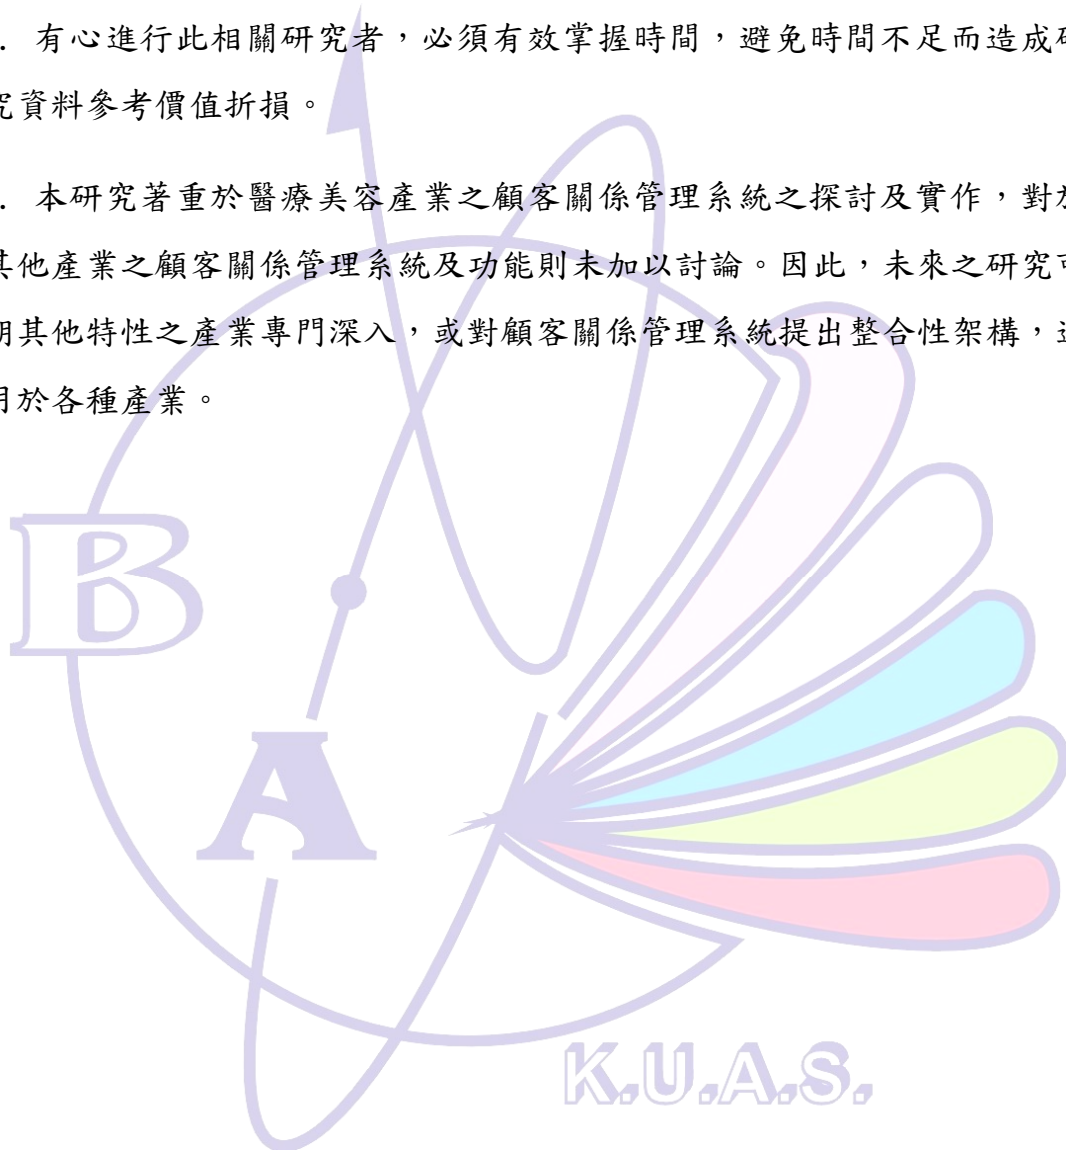 . 有心進行此相關研究者，必須有效掌握時間，避免時間不足而造成研
究資料參考價值折損。
. 本研究著重於醫療美容產業之顧客關係管理系統之探討及實作，對於
其他產業之顧客關係管理系統及功能則未加以討論。因此，未來之研究可
朝其他特性之產業專門深入，或對顧客關係管理系統提出整合性架構，適
用於各種產業。
B
A
K.U.A.S.